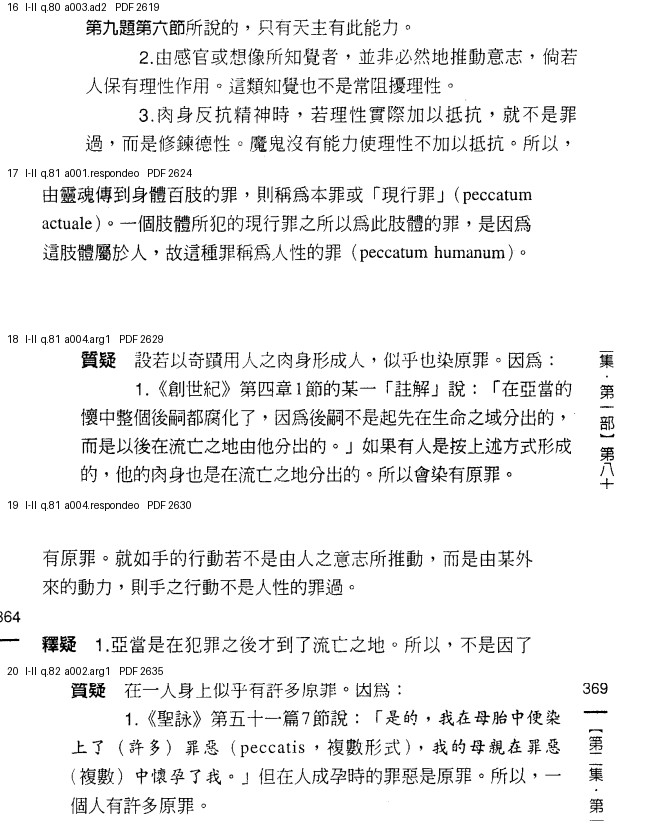 16 I-II q.80 a003.ad2 PDF 2619
第九題第六節所說的，只有天主有此能力。
2.由感官或想像所知覺者，並非必然地推動意志，倘若
人保有理性作用。這類知覺也不是常阻擾理性。
3.肉身反抗精神時，若理性實際加以抵抗，就不是罪
過，而是修鍊德性。魔鬼沒有能力使理性不加以抵抗。所以，
17 I-II q.81 a001.respondeo PDF 2624
由靈魂傳到身體百肢的罪，則稱為本罪或「現行罪」（peccatum
actuale）。一個肢體所犯的現行罪之所以為此肢體的罪，是因為
這肢體屬於人，故這種罪稱為人性的罪（peccatum humanum）。
18 I-II q.81 a004.arg1 PDF 2629
質疑 設若以奇蹟用人之肉身形成人，似乎也染原罪。因為：
1.《創世紀》第四章1節的某一「註解」說：「在亞當的
懷中整個後嗣都腐化了，因為後嗣不是起先在生命之域分出的，
而是以後在流亡之地由他分出的。」如果有人是按上述方式形成
的，他的肉身也是在流亡之地分出的。所以會染有原罪。
集．第一部】第八十
19 I-II q.81 a004.respondeo PDF 2630
有原罪。就如手的行動若不是由人之意志所推動，而是由某外
來的動力，則手之行動不是人性的罪過。
364
釋疑 1.亞當是在犯罪之後才到了流亡之地。所以，不是因了
20 I-II q.82 a002.arg1 PDF 2635
質疑 在一人身上似乎有許多原罪。因為：
1.《聖詠》第五十一篇7節說：「是的，我在母胎中便染
上了（許多）罪惡（peccatis，複數形式），我的母親在罪惡
（複數）中懷孕了我。」但在人成孕時的罪惡是原罪。所以，一
個人有許多原罪。
369
【第二集．第一